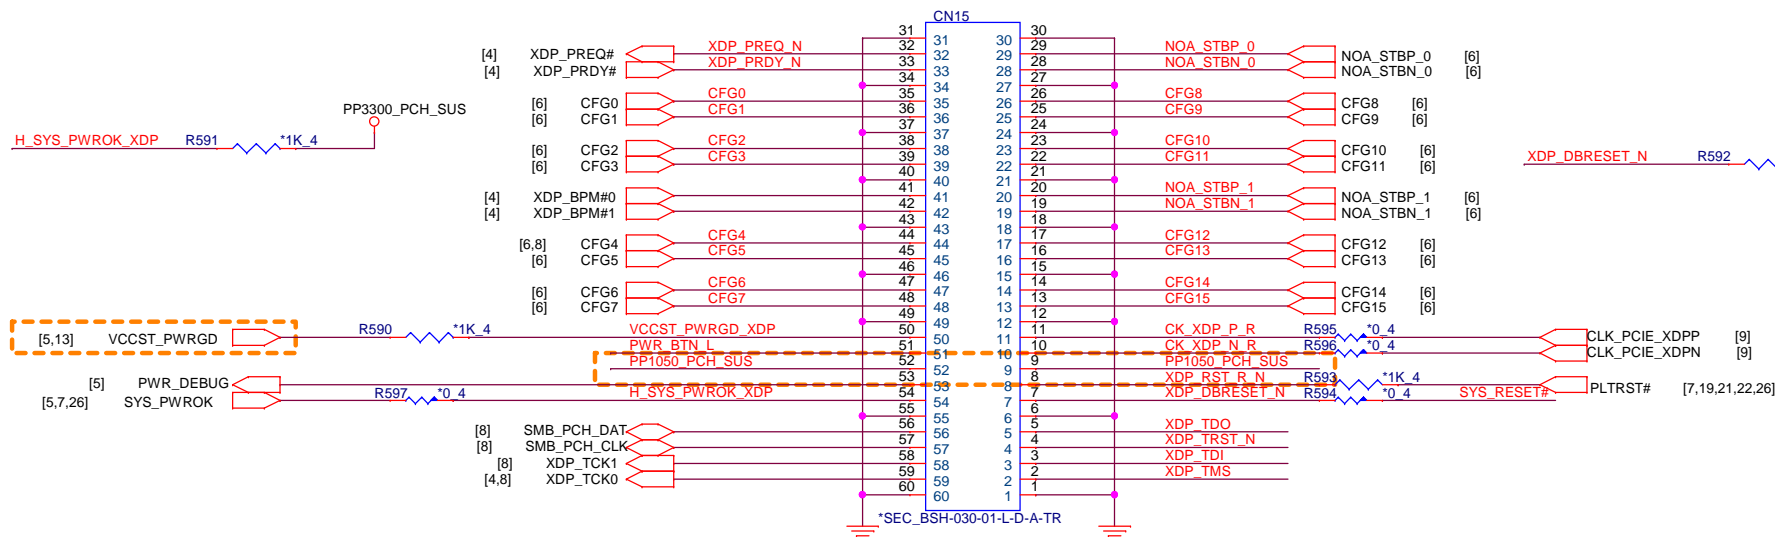 CN15
31 31 30 30
[4] XDP_PREQ# XDP_PREQ_N 32 32 29 29 NOA_STBP_0 NOA_STBP_0 [6]
[4] XDP_PRDY# XDP_PRDY_N 33 33 28 28 NOA_STBN_0 NOA_STBN_0 [6]
34 34 27 27
[6] CFG0 CFG0 35 35 26 26 CFG8 CFG8 [6]
[6] CFG1 CFG1 36 36 25 25 CFG9 CFG9 [6]
PP3300_PCH_SUS
37 37 24 24
H_SYS_PWROK_XDP R591 *1K_4
[6] CFG2 CFG2 38 38 23 23 CFG10 CFG10 [6]
[6] CFG3 CFG3 39 39 22 22 CFG11 CFG11 [6]
XDP_DBRESET_N R592
40 40 21 21
[4] XDP_BPM#0 41 41 20 20 NOA_STBP_1 NOA_STBP_1 [6]
[4] XDP_BPM#1 42 42 19 19 NOA_STBN_1 NOA_STBN_1 [6]
43 43 18 18
[6,8] CFG4 CFG4 44 44 17 17 CFG12 CFG12 [6]
[6] CFG5 CFG5 45 45 16 16 CFG13 CFG13 [6]
46 46 15 15
[6] CFG6 CFG6 47 47 14 14 CFG14 CFG14 [6]
[6] CFG7 CFG7 48 48 13 13 CFG15 CFG15 [6]
49 49 12 12
[5,13] VCCST_PWRGD R590 *1K_4 VCCST_PWRGD_XDP 50 50 11 11 CK_XDP_P_R R595 *0_4 CLK_PCIE_XDPP [9]
PWR_BTN_L 51 51 10 10 CK_XDP_N_R R596 *0_4 CLK_PCIE_XDPN [9]
PP1050_PCH_SUS 52 52 9 9 PP1050_PCH_SUS
[5] PWR_DEBUG 53 53 8 8 XDP_RST_R_N R593 *1K_4 PLTRST# [7,19,21,22,26]
[5,7,26] SYS_PWROK R597 *0_4 H_SYS_PWROK_XDP 54 54 7 7 XDP_DBRESET_N R594 *0_4 SYS_RESET#
55 55 6 6
[8] SMB_PCH_DAT 56 56 5 5 XDP_TDO
[8] SMB_PCH_CLK 57 57 4 4 XDP_TRST_N
[8] XDP_TCK1 58 58 3 3 XDP_TDI
[4,8] XDP_TCK0 59 59 2 2 XDP_TMS
60 60 1 1
*SEC_BSH-030-01-L-D-A-TR